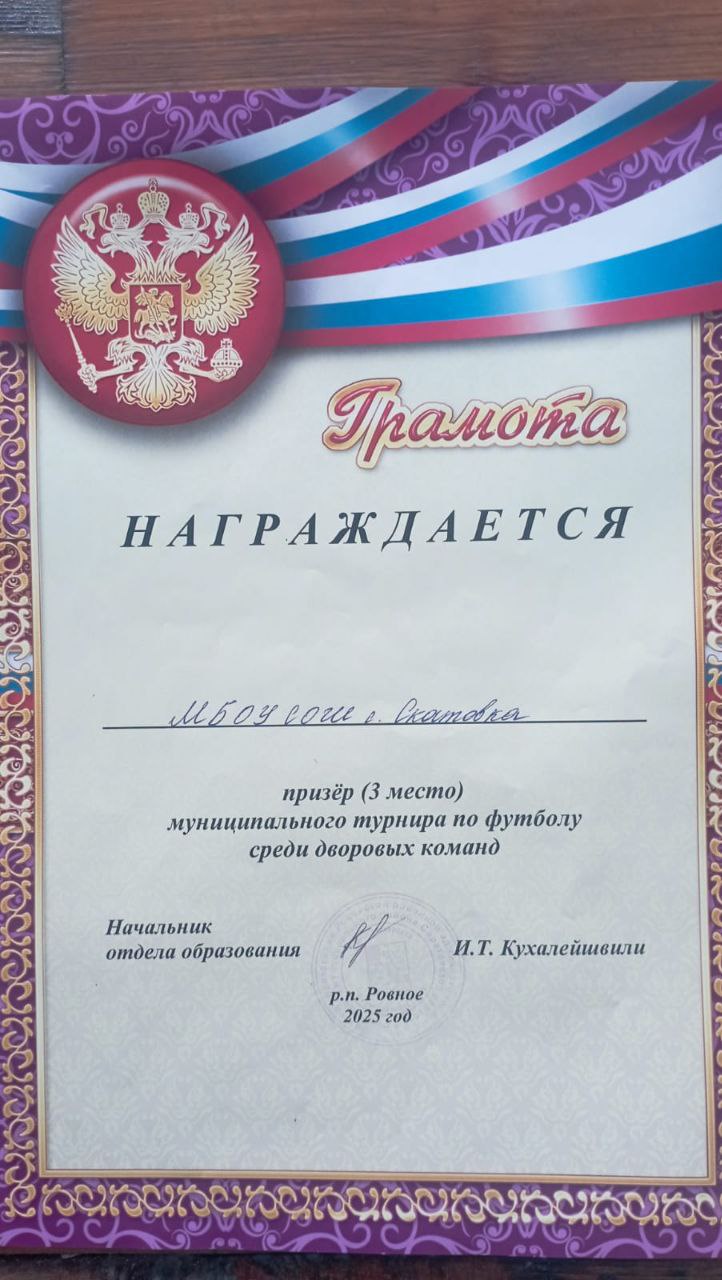 Грамота
НАГРАЖДАЕТСЯ
МБОУ СОШ с. Скатовка
призёр (3 место)
муниципального турнира по футболу
среди дворовых команд
Начальник
отдела образования
И.Т. Кухалейшвили
р.п. Ровное
2025 год